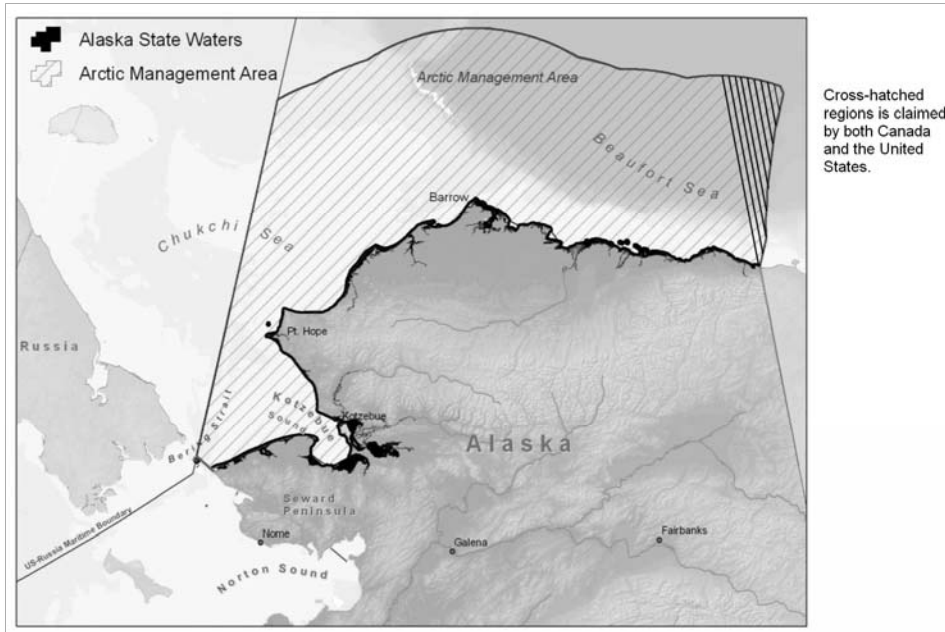 Alaska State Waters
Arctic Management Area
Arctic Management Area
Cross-hatched
regions is claimed
by both Canada
and the United
States.
Beaufort Sea
Barrow
Chukchi Sea
Pt. Hope
Russia
Kotzebue
Sound
Kotzebue
Bering Strait
Alaska
Seward
Peninsula
US-Russia Maritime Boundary
Nome
Galena
Fairbanks
Norton Sound